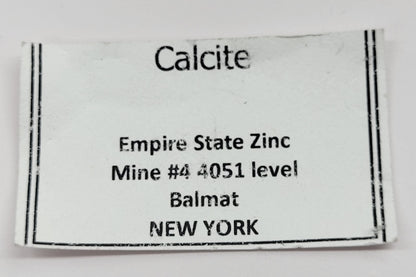 Calcite
Empire State Zinc
Mine #4 4051 level
Balmat
NEW YORK